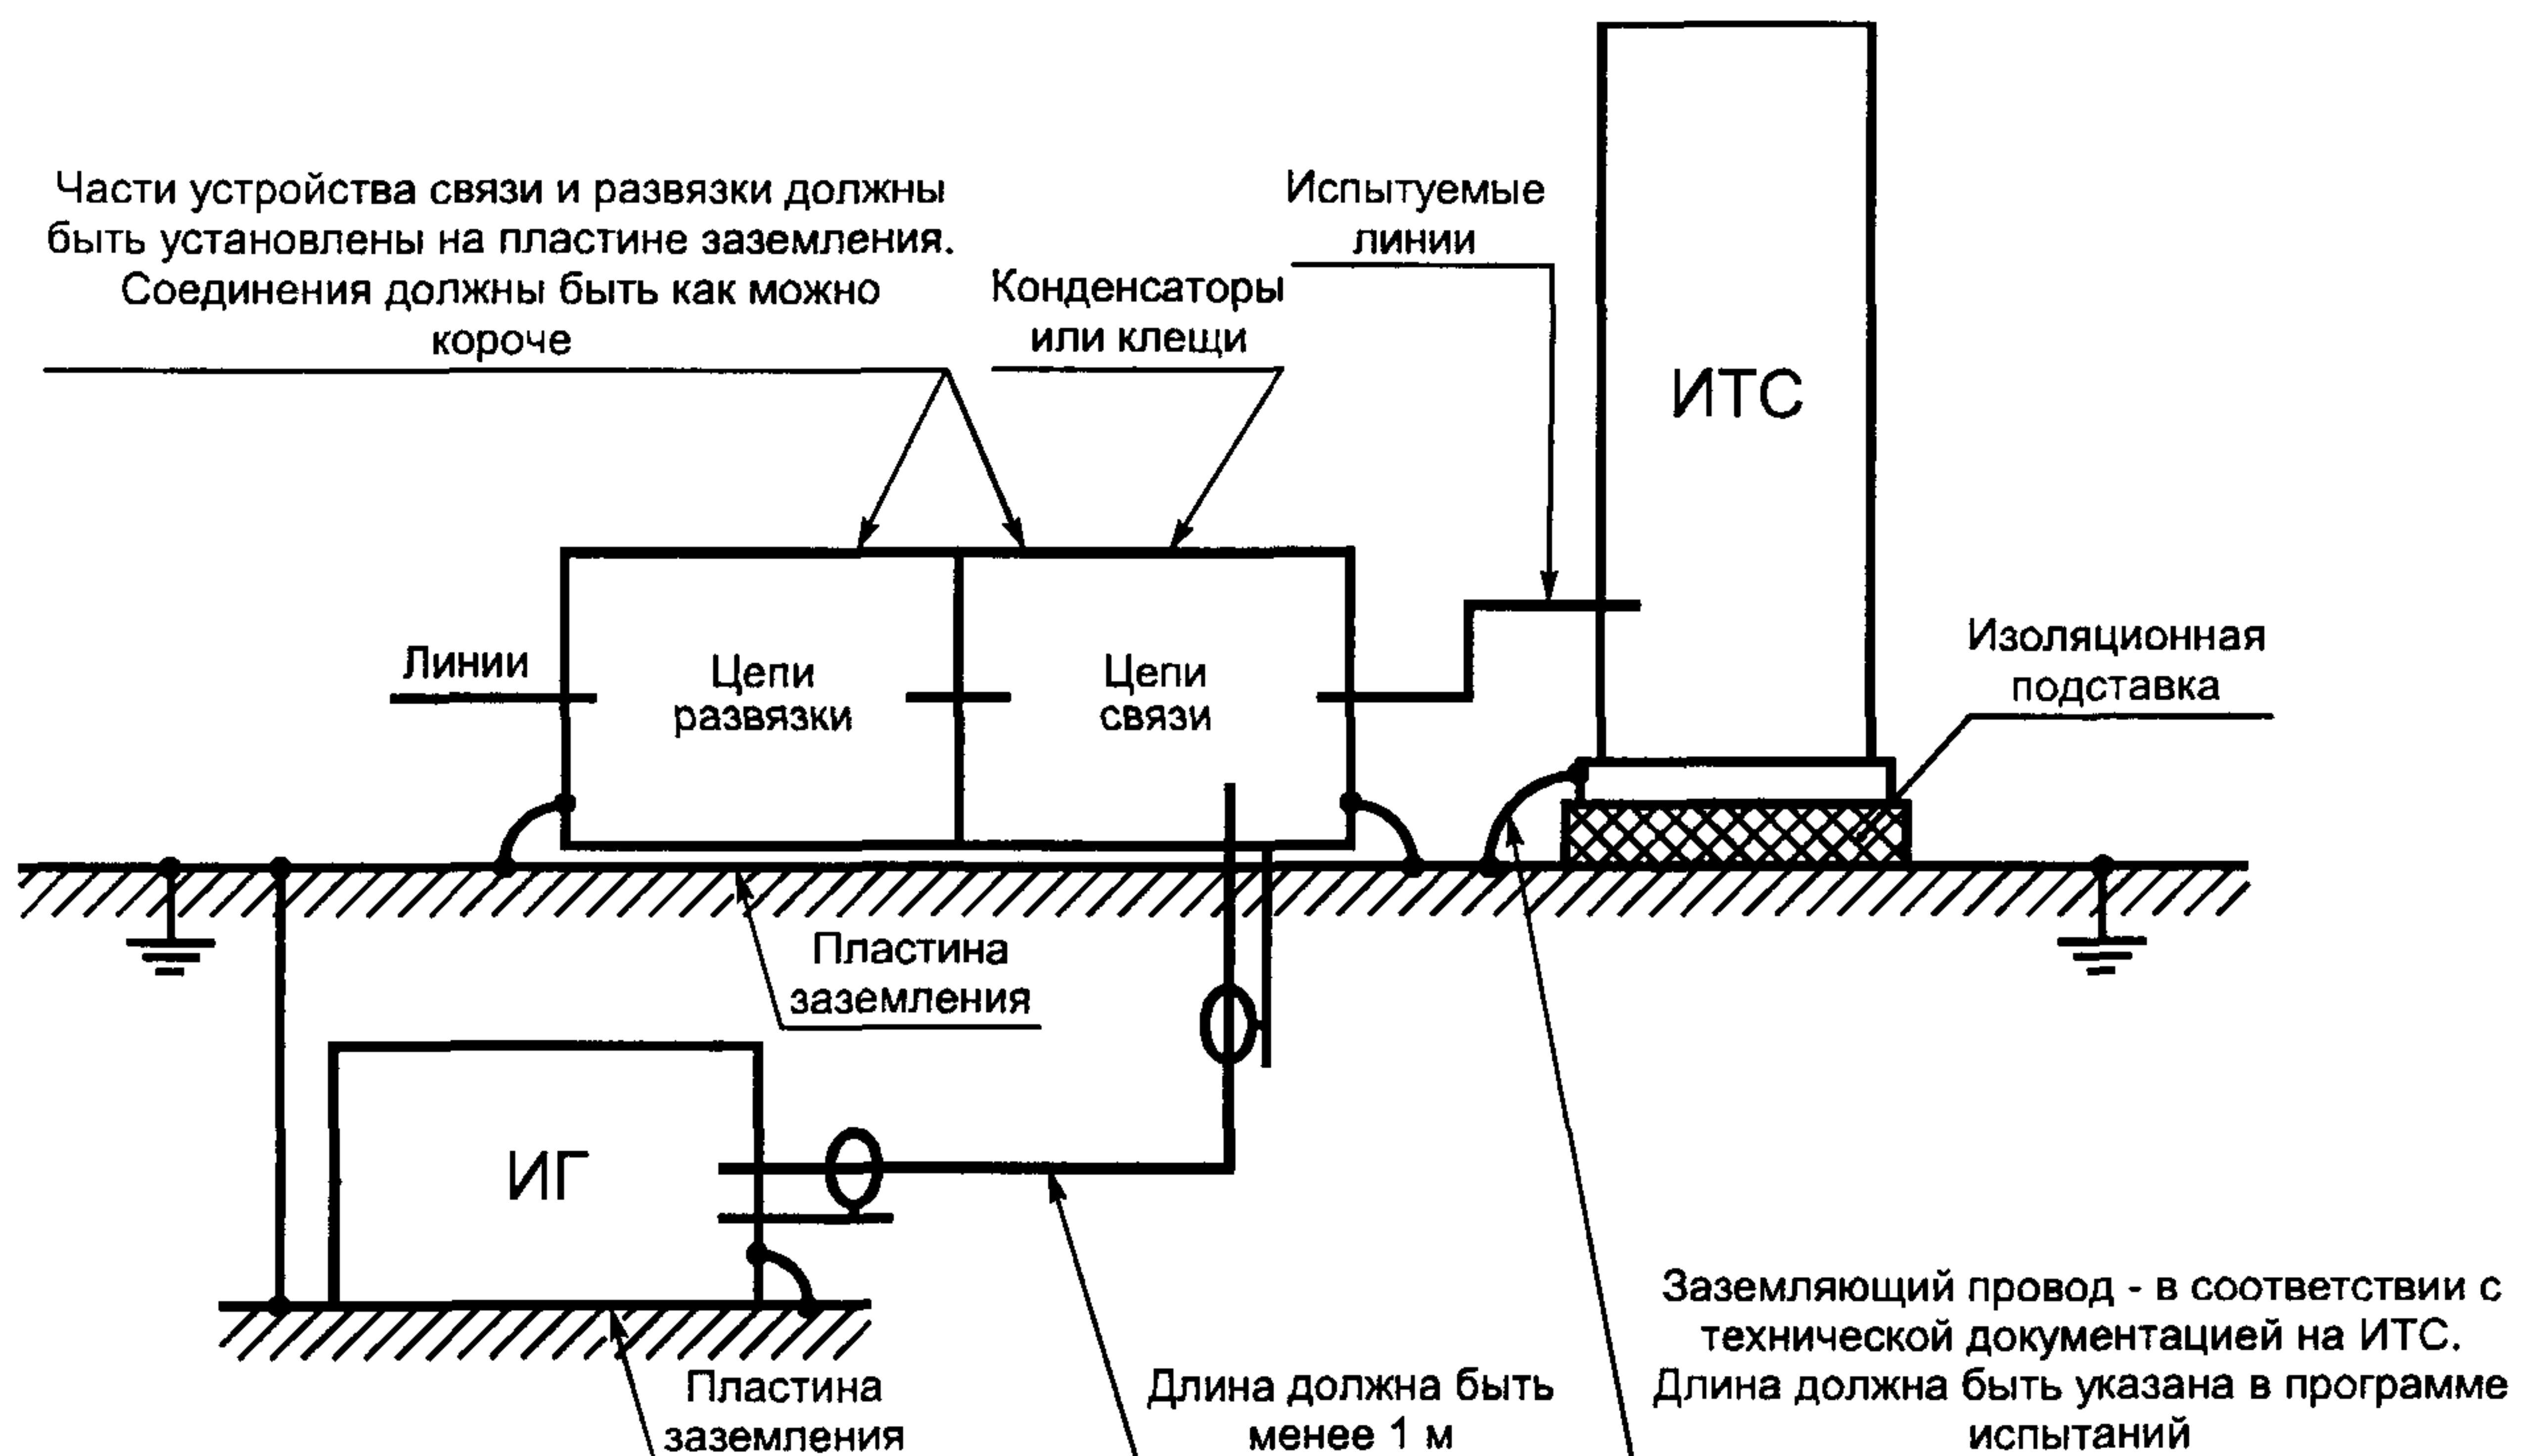 Части устройства связи и развязки должны
быть установлены на пластине заземления.
Соединения должны быть как можно
короче
Конденсаторы
или клещи
Испытуемые
линии
ИТС
Линии
Цепи
развязки
Цепи
связи
Изоляционная
подставка
Пластина
заземления
ИГ
Пластина
заземления
Длина должна быть
менее 1 м
Заземляющий провод - в соответствии с
технической документацией на ИТС.
Длина должна быть указана в программе
испытаний